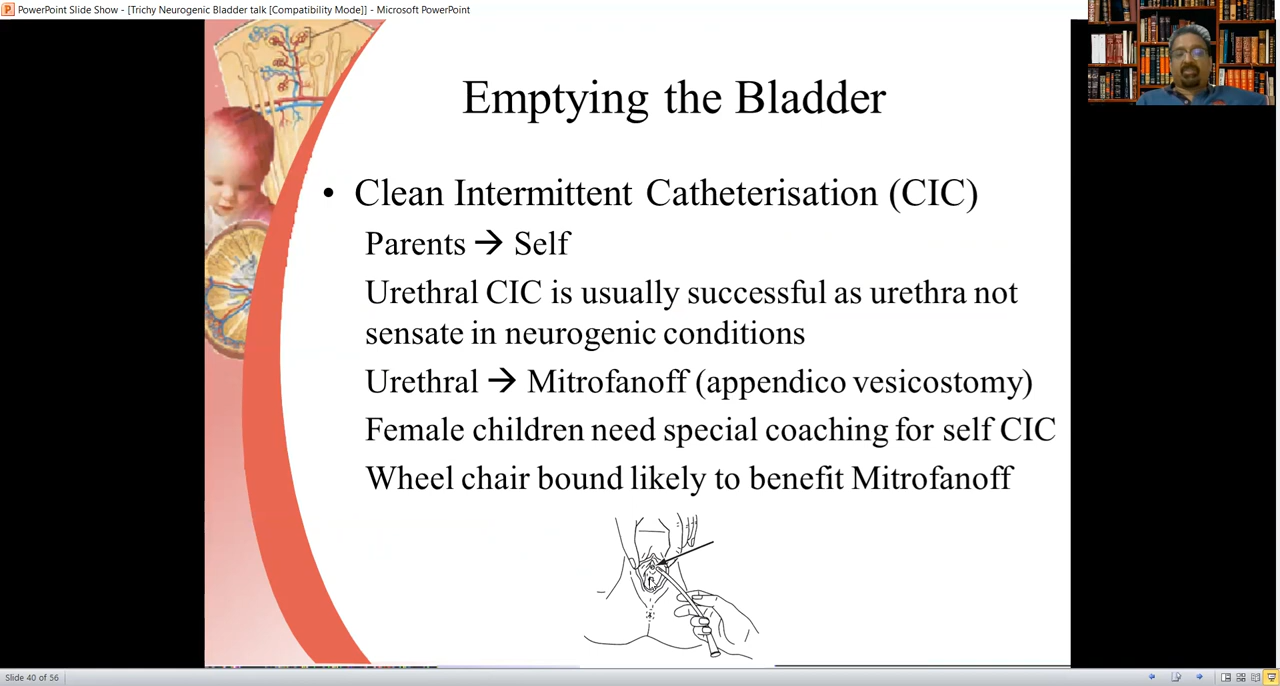 PowerPoint Slide Show - [Trichy Neurogenic Bladder talk [Compatibility Mode]] - Microsoft PowerPoint
Emptying the Bladder
• Clean Intermittent Catheterisation (CIC)
Parents → Self
Urethral CIC is usually successful as urethra not
sensate in neurogenic conditions
Urethral → Mitrofanoff (appendico vesicostomy)
Female children need special coaching for self CIC
Wheel chair bound likely to benefit Mitrofanoff
Slide 40 of 56